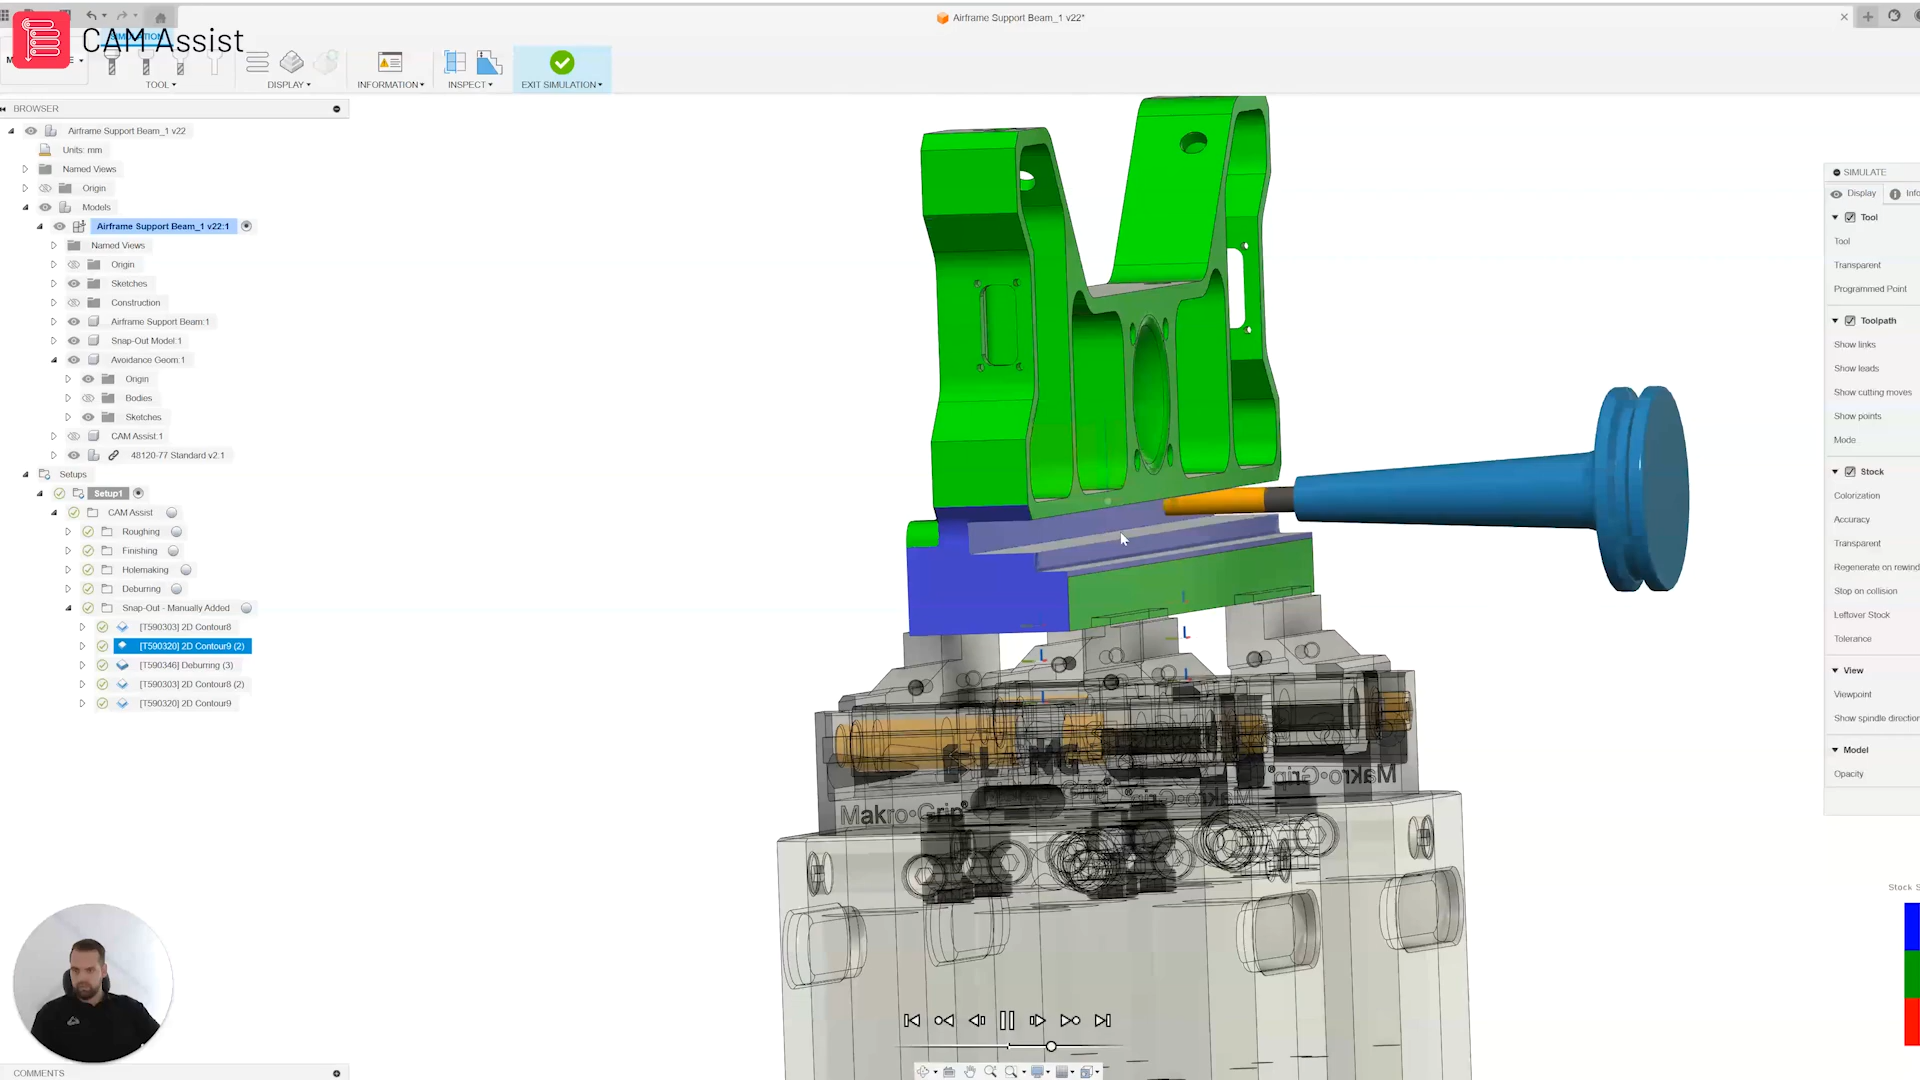 Airframe Support Beam_1 v22*
CAM Assist
SIMULATION
TOOL
DISPLAY
INFORMATION
INSPECT
EXIT SIMULATION
BROWSER
Airframe Support Beam_1 v22
Units: mm
Named Views
Origin
Models
Airframe Support Beam_1 v22:1
Named Views
Origin
Sketches
Construction
Airframe Support Beam:1
Snap-Out Model:1
Avoidance Geom:1
Origin
Bodies
Sketches
CAM Assist:1
48120-77 Standard v2:1
Setups
Setup1
CAM Assist
Roughing
Finishing
Holemaking
Deburring
Snap-Out - Manually Added
[T590303] 2D Contour8
[T590320] 2D Contour9 (2)
[T590346] Deburring (3)
[T590303] 2D Contour8 (2)
[T590320] 2D Contour9
COMMENTS
SIMULATE
Display
Info
Tool
Tool
Transparent
Programmed Point
Toolpath
Show links
Show leads
Show cutting moves
Show points
Mode
Stock
Colorization
Accuracy
Transparent
Regenerate on rewind
Stop on collision
Leftover Stock
Tolerance
View
Viewpoint
Show spindle direction
Model
Opacity
Stock S
Makro•Grip®
Makro•Grip®